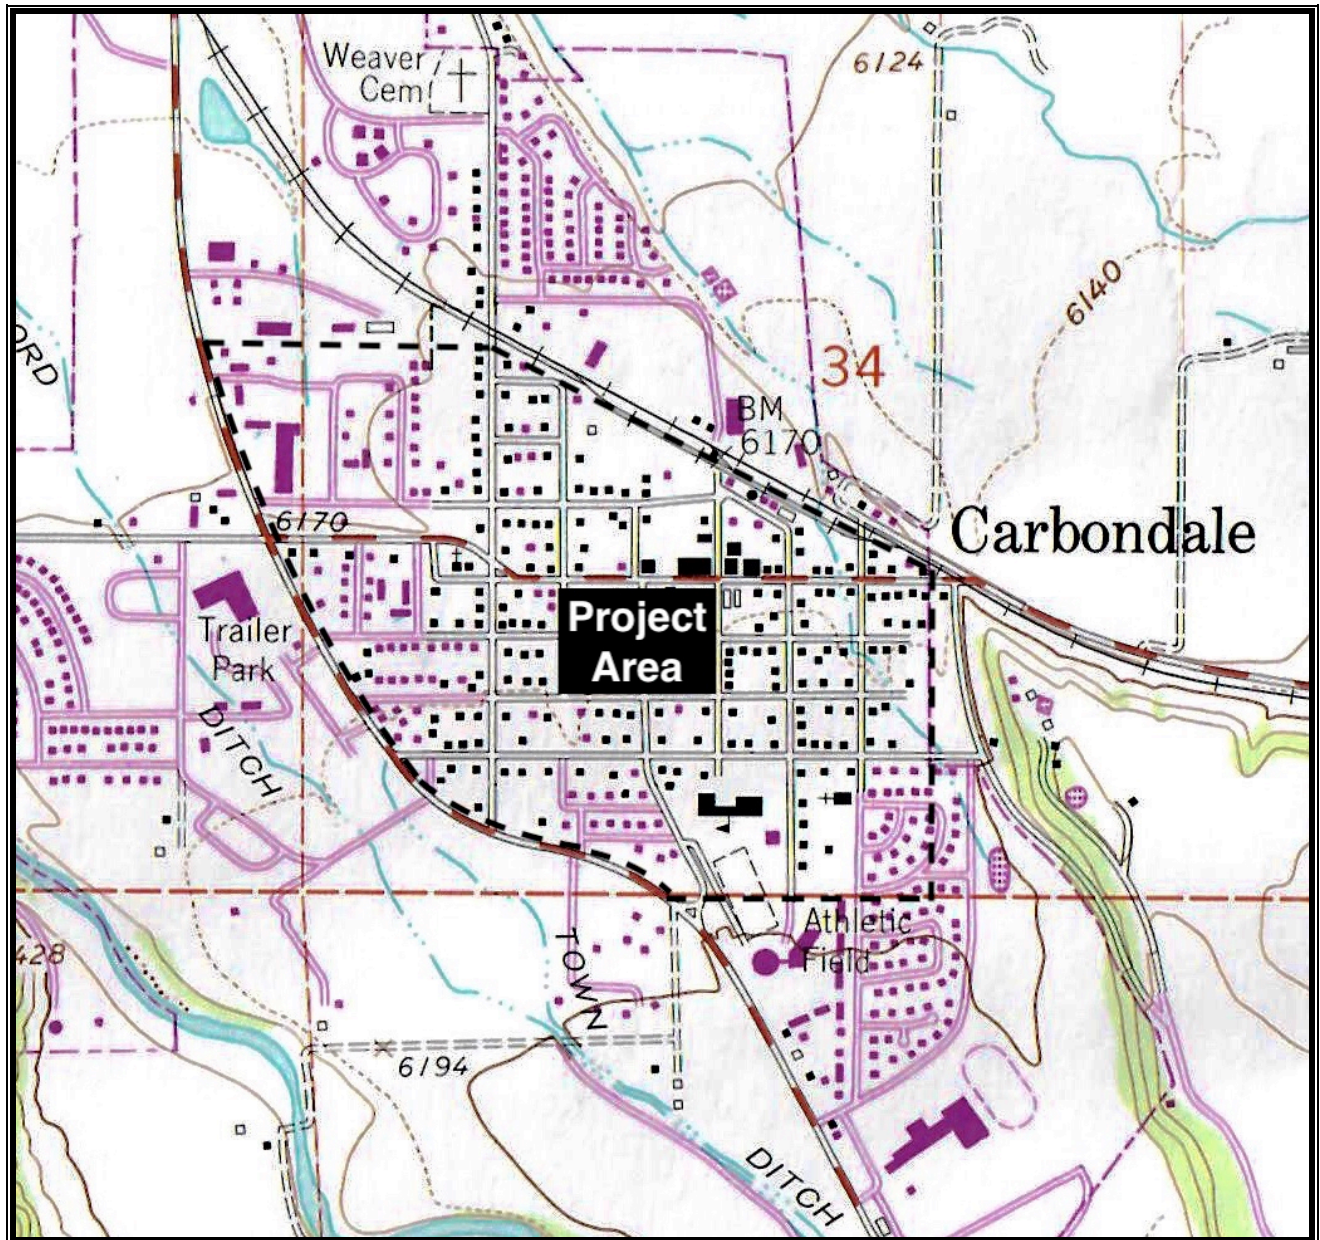 Weaver
Cem
6124
6140
ORD
34
BM
6170
6170
Carbondale
Project
Area
Trailer
Park
DITCH
Athletic
Field
TOWN
428
6194
DITCH